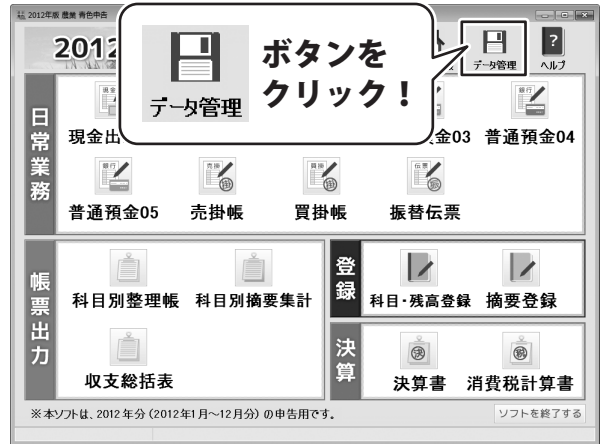 2012年版 農業 青色申告
2012
データ管理
ボタンを
クリック！
データ管理
ヘルプ
日常業務
現金出
金03
普通預金04
普通預金05
売掛帳
買掛帳
振替伝票
帳票出力
科目別整理帳
科目別摘要集計
収支総括表
登録
科目・残高登録
摘要登録
決算
決算書
消費税計算書
※本ソフトは、2012年分（2012年1月～12月分）の申告用です。
ソフトを終了する